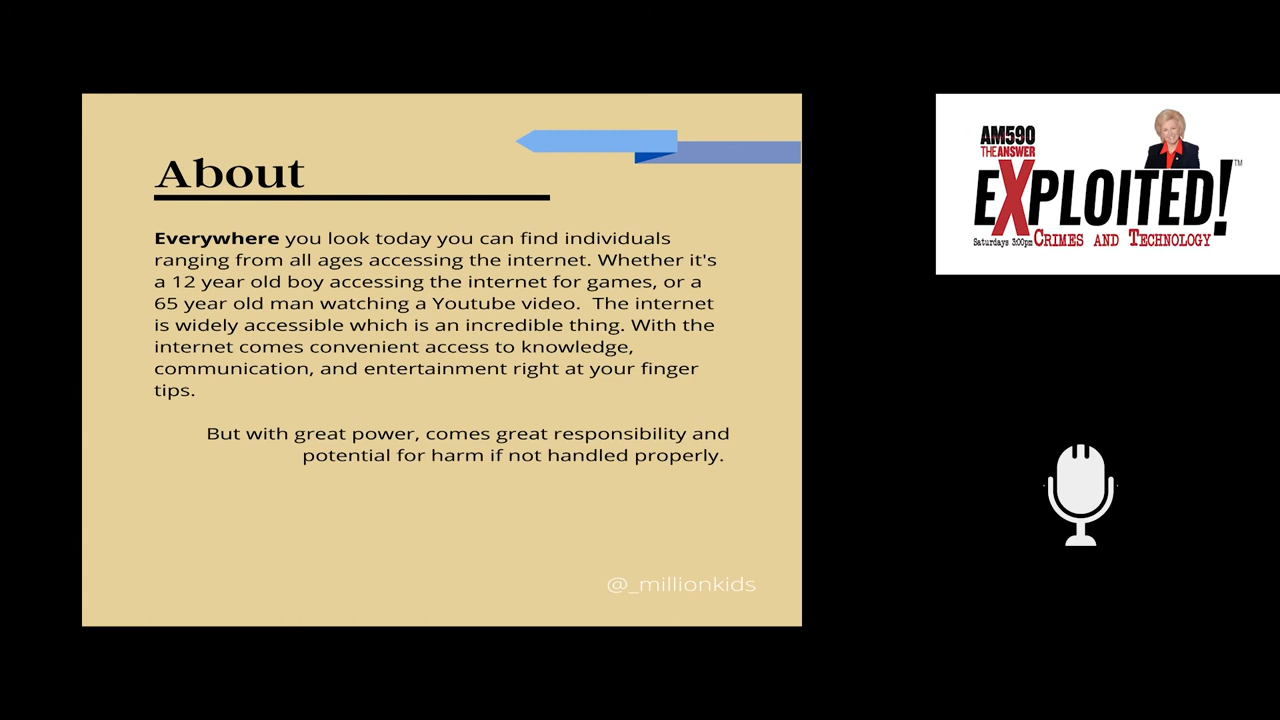 About
Everywhere you look today you can find individuals
ranging from all ages accessing the internet. Whether it's
a 12 year old boy accessing the internet for games, or a
65 year old man watching a Youtube video.  The internet
is widely accessible which is an incredible thing. With the
internet comes convenient access to knowledge,
communication, and entertainment right at your finger
tips.
But with great power, comes great responsibility and
potential for harm if not handled properly.
@_millionkids
AM590
THE ANSWER
EXPLOITED!™
Saturdays 3:00pm CRIMES AND TECHNOLOGY